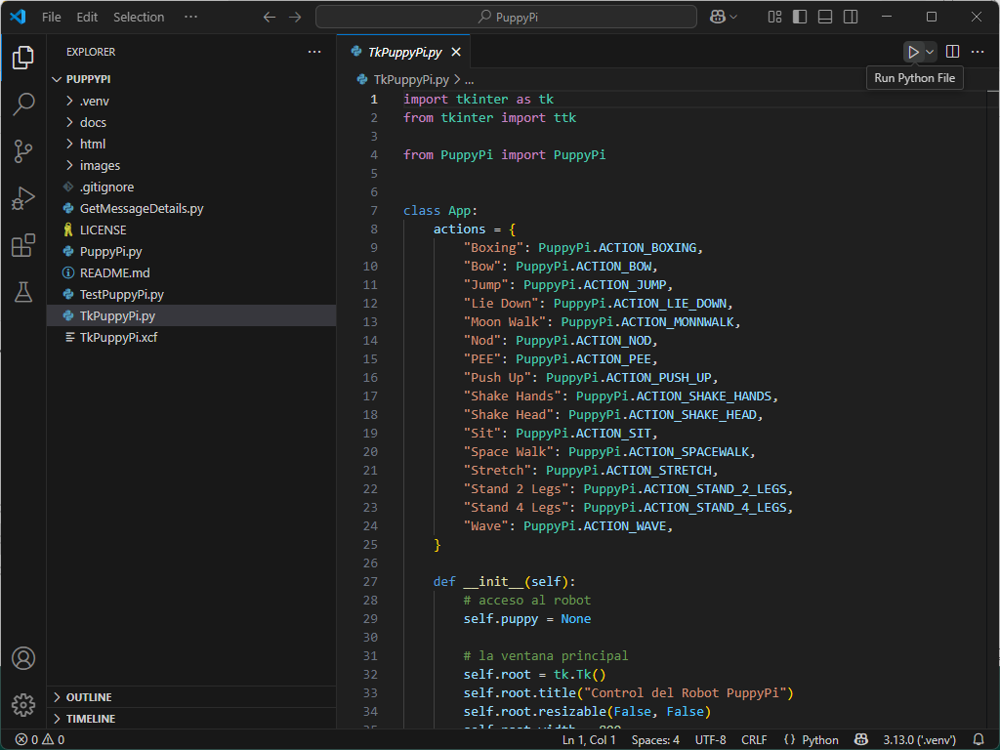 File Edit Selection ··· PuppyPi
EXPLORER ···
PUPPYPI
.venv
docs
html
images
.gitignore
GetMessageDetails.py
LICENSE
PuppyPi.py
README.md
TestPuppyPi.py
TkPuppyPi.py
TkPuppyPi.xcf
OUTLINE
TIMELINE
TkPuppyPi.py
Run Python File
TkPuppyPi.py > ...
1 import tkinter as tk
2 from tkinter import ttk
3
4 from PuppyPi import PuppyPi
5
6
7 class App:
8     actions = {
9         "Boxing": PuppyPi.ACTION_BOXING,
10         "Bow": PuppyPi.ACTION_BOW,
11         "Jump": PuppyPi.ACTION_JUMP,
12         "Lie Down": PuppyPi.ACTION_LIE_DOWN,
13         "Moon Walk": PuppyPi.ACTION_MONNWALK,
14         "Nod": PuppyPi.ACTION_NOD,
15         "PEE": PuppyPi.ACTION_PEE,
16         "Push Up": PuppyPi.ACTION_PUSH_UP,
17         "Shake Hands": PuppyPi.ACTION_SHAKE_HANDS,
18         "Shake Head": PuppyPi.ACTION_SHAKE_HEAD,
19         "Sit": PuppyPi.ACTION_SIT,
20         "Space Walk": PuppyPi.ACTION_SPACEWALK,
21         "Stretch": PuppyPi.ACTION_STRETCH,
22         "Stand 2 Legs": PuppyPi.ACTION_STAND_2_LEGS,
23         "Stand 4 Legs": PuppyPi.ACTION_STAND_4_LEGS,
24         "Wave": PuppyPi.ACTION_WAVE,
25     }
26
27     def __init__(self):
28         # acceso al robot
29         self.puppy = None
30
31         # la ventana principal
32         self.root = tk.Tk()
33         self.root.title("Control del Robot PuppyPi")
34         self.root.resizable(False, False)
0 0 Ln 1, Col 1 Spaces: 4 UTF-8 CRLF {} Python 3.13.0 ('.venv')